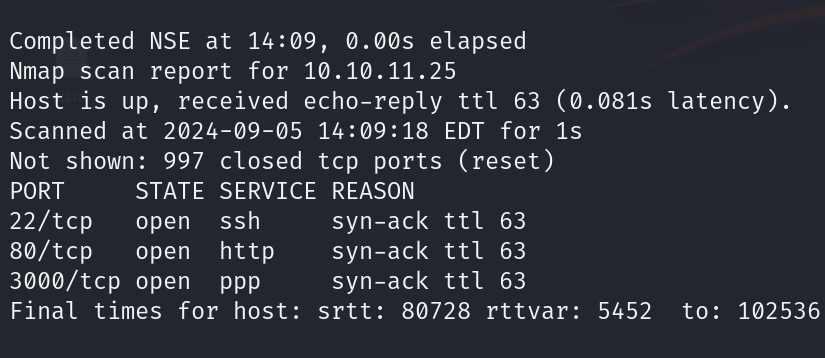 Completed NSE at 14:09, 0.00s elapsed
Nmap scan report for 10.10.11.25
Host is up, received echo-reply ttl 63 (0.081s latency).
Scanned at 2024-09-05 14:09:18 EDT for 1s
Not shown: 997 closed tcp ports (reset)
PORT     STATE SERVICE REASON
22/tcp   open  ssh     syn-ack ttl 63
80/tcp   open  http    syn-ack ttl 63
3000/tcp open  ppp     syn-ack ttl 63
Final times for host: srtt: 80728 rttvar: 5452  to: 102536